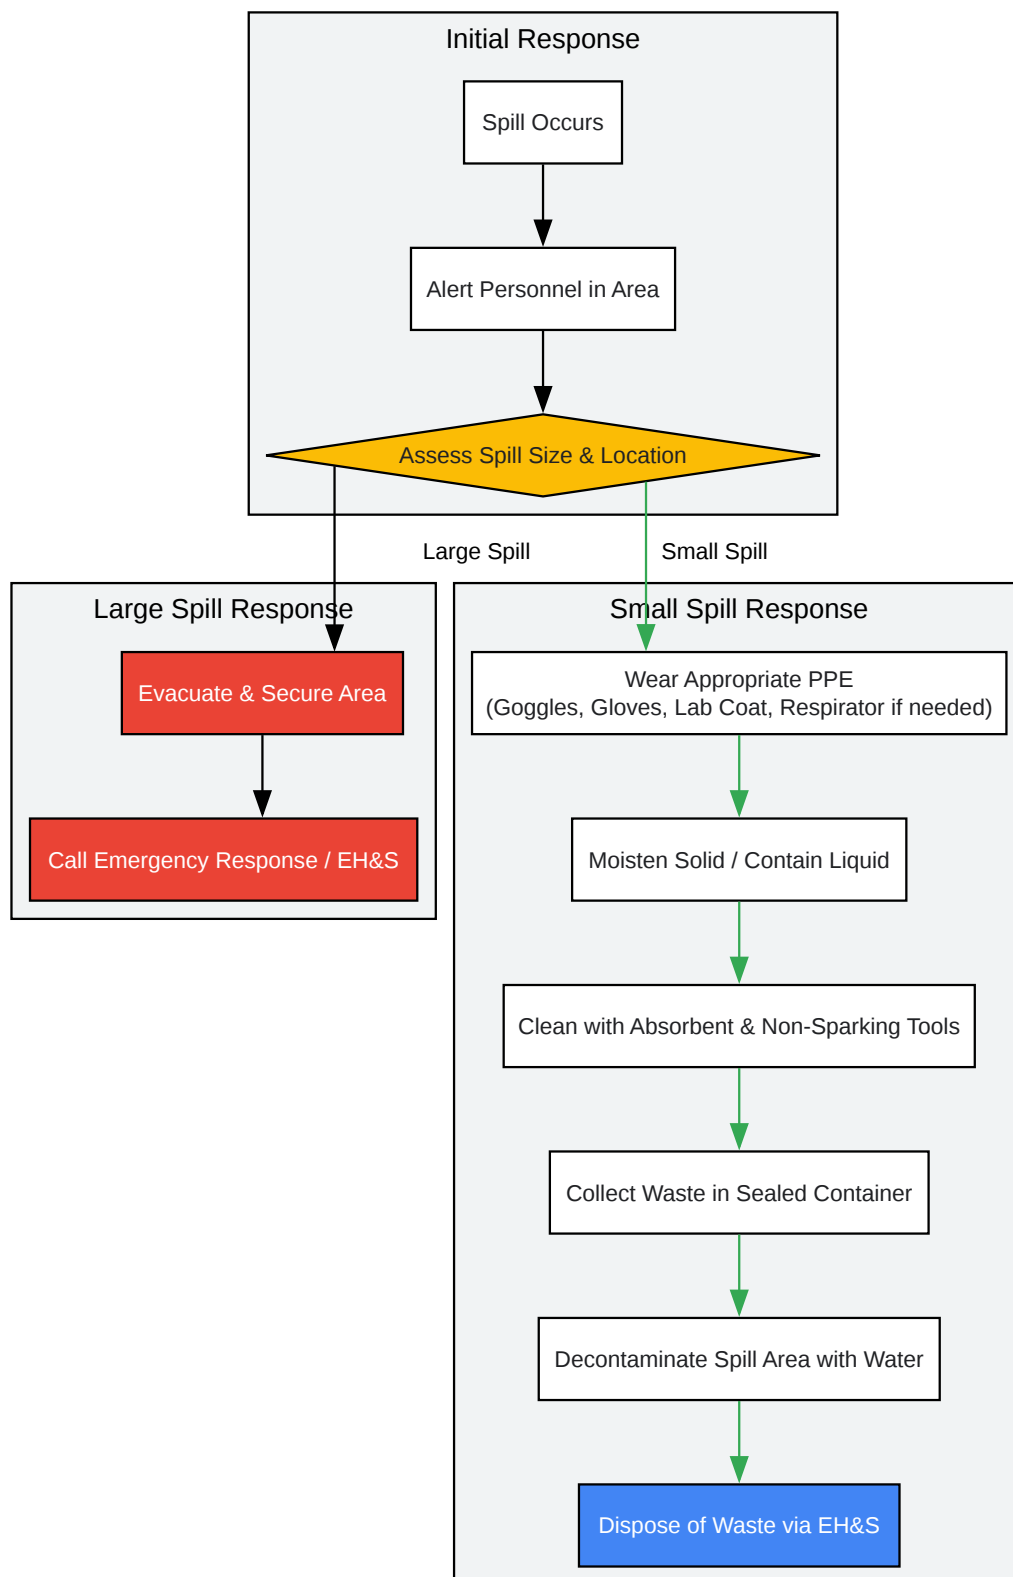 Initial Response
Spill Occurs
Alert Personnel in Area
Assess Spill Size & Location
Large Spill
Small Spill
Large Spill Response
Evacuate & Secure Area
Call Emergency Response / EH&S
Small Spill Response
Wear Appropriate PPE
(Goggles, Gloves, Lab Coat, Respirator if needed)
Moisten Solid / Contain Liquid
Clean with Absorbent & Non-Sparking Tools
Collect Waste in Sealed Container
Decontaminate Spill Area with Water
Dispose of Waste via EH&S